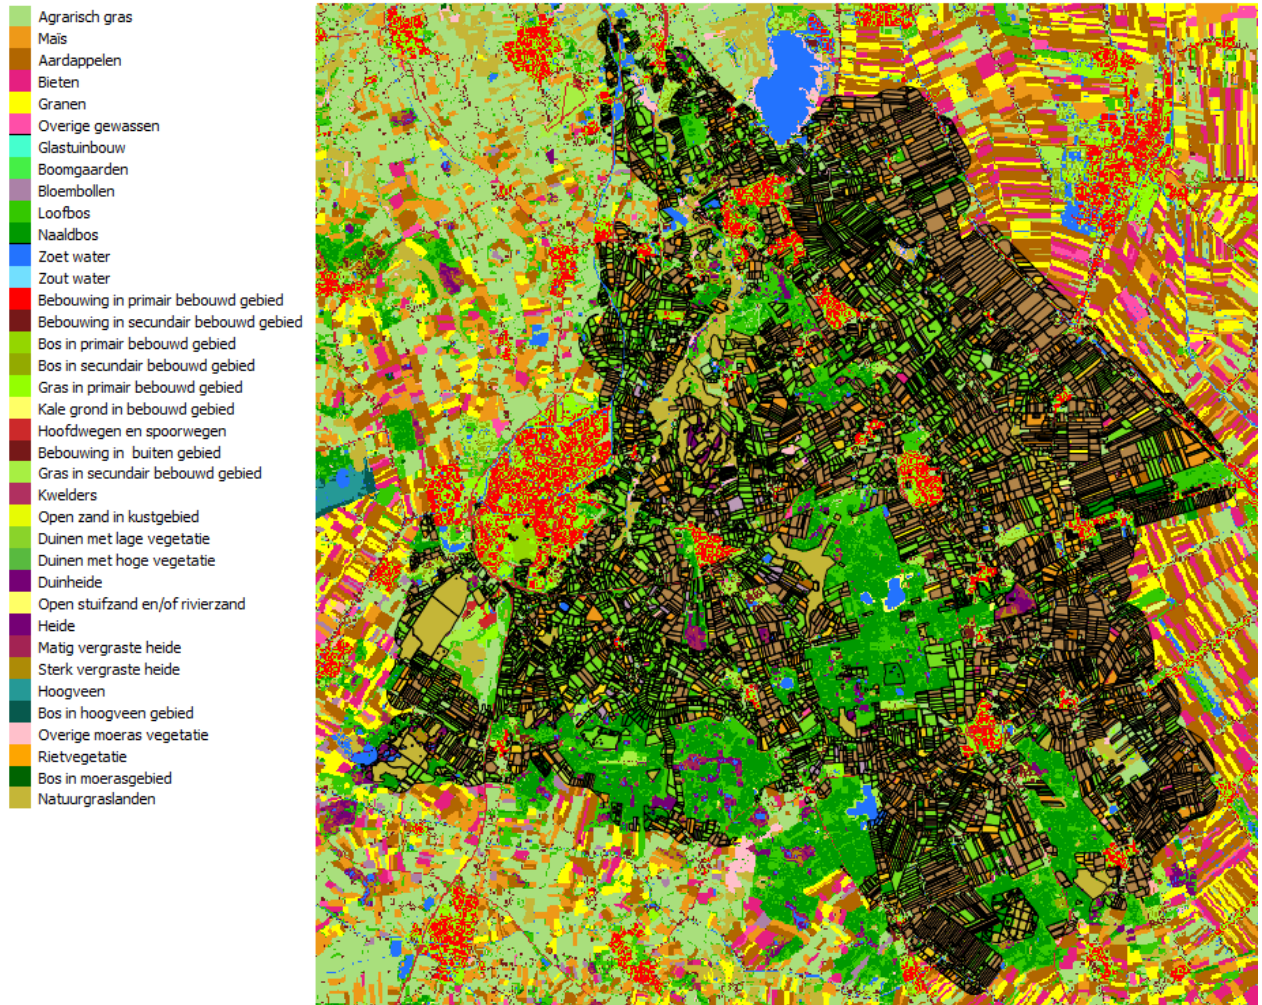 Agrarisch gras
Maïs
Aardappelen
Bieten
Granen
Overige gewassen
Glastuinbouw
Boomgaarden
Bloembollen
Loofbos
Naaldbos
Zoet water
Zout water
Bebouwing in primair bebouwd gebied
Bebouwing in secundair bebouwd gebied
Bos in primair bebouwd gebied
Bos in secundair bebouwd gebied
Gras in primair bebouwd gebied
Kale grond in bebouwd gebied
Hoofdwegen en spoorwegen
Bebouwing in  buiten gebied
Gras in secundair bebouwd gebied
Kwelders
Open zand in kustgebied
Duinen met lage vegetatie
Duinen met hoge vegetatie
Duinheide
Open stuifzand en/of rivierzand
Heide
Matig vergraste heide
Sterk vergraste heide
Hoogveen
Bos in hoogveen gebied
Overige moeras vegetatie
Rietvegetatie
Bos in moerasgebied
Natuurgraslanden